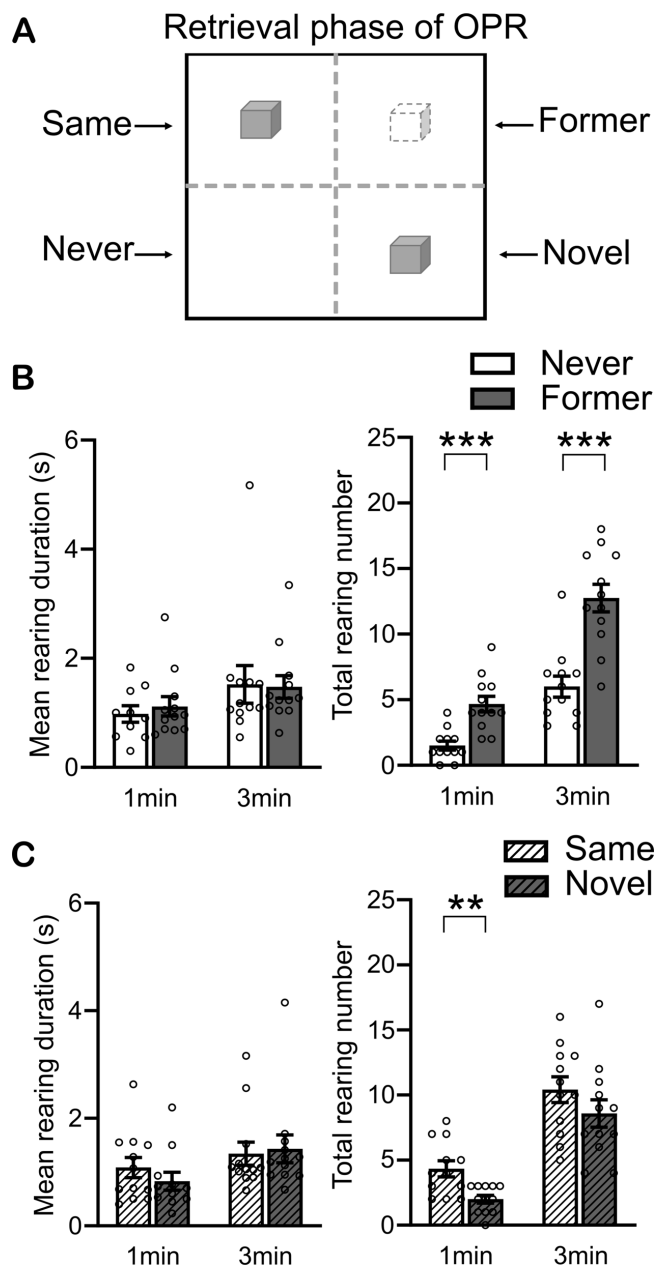 A
Retrieval phase of OPR
Same
Former
Never
Novel
B
Never
Former
Mean rearing duration (s)
6
4
2
0
1min
3min
Total rearing number
25
20
15
10
5
0
***
***
1min
3min
C
Same
Novel
Mean rearing duration (s)
6
4
2
0
1min
3min
Total rearing number
25
20
15
10
5
0
**
1min
3min